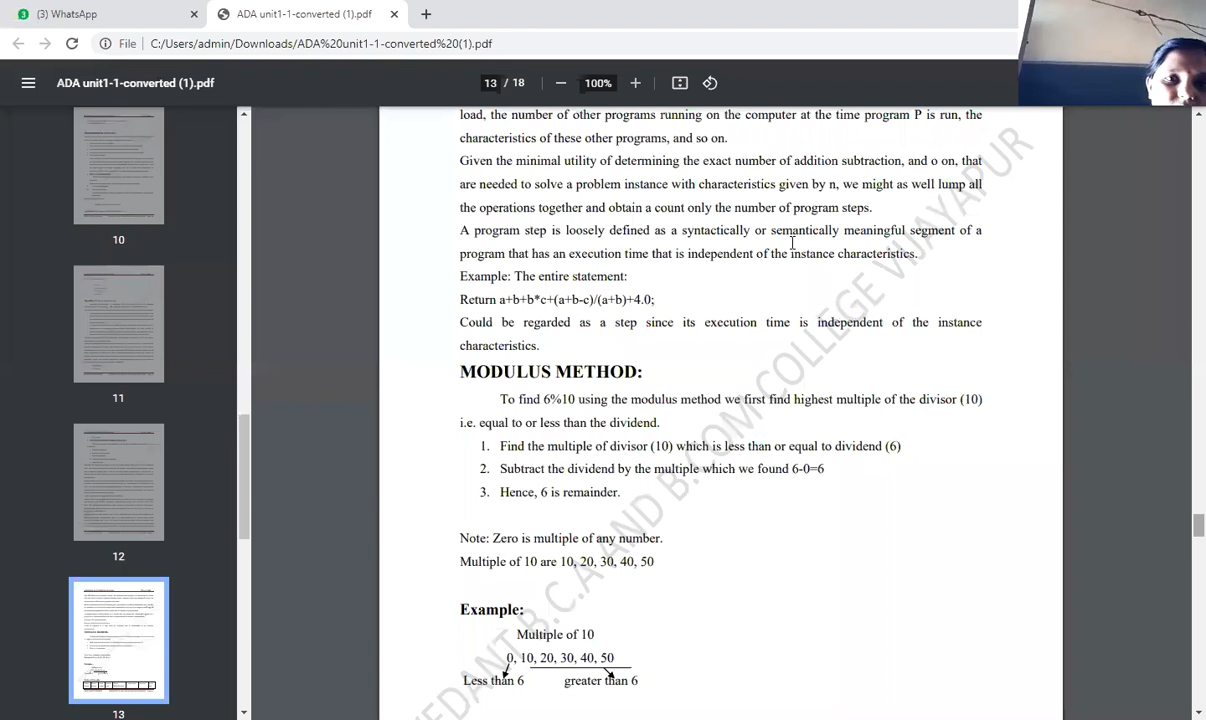 (3) WhatsApp
ADA unit1-1-converted (1).pdf
File
C:/Users/admin/Downloads/ADA%20unit1-1-converted%20(1).pdf
ADA unit1-1-converted (1).pdf
13 / 18
100%
load, the number of other programs running on the computer at the time program P is run, the
characteristics of these other programs, and so on.
Given the minimal utility of determining the exact number of addition subtraction, and o on, that
are needed to solve a problem instance with characteristics given by n, we might as well lump all
the operations together and obtain a count only the number of program steps.
A program step is loosely defined as a syntactically or semantically meaningful segment of a
program that has an execution time that is independent of the instance characteristics.
Example: The entire statement:
Return a+b+b*c+(a+b-c)/(a+b)+4.0;
Could be regarded as a step since its execution time is independent of the instance
characteristics.
MODULUS METHOD:
To find 6%10 using the modulus method we first find highest multiple of the divisor (10)
i.e. equal to or less than the dividend.
1. Find the multiple of divisor (10) which is less than or equal to dividend (6)
2. Subtract the dividend by the multiple which we found 6-0=6
3. Hence, 6 is remainder.
Note: Zero is multiple of any number.
Multiple of 10 are 10, 20, 30, 40, 50
Example:
Multiple of 10
0, 10, 20, 30, 40, 50
Less than 6 greater than 6
10
11
12
13
VEDANTA B.C.A AND B.COM COLLEGE VIJAYAPUR